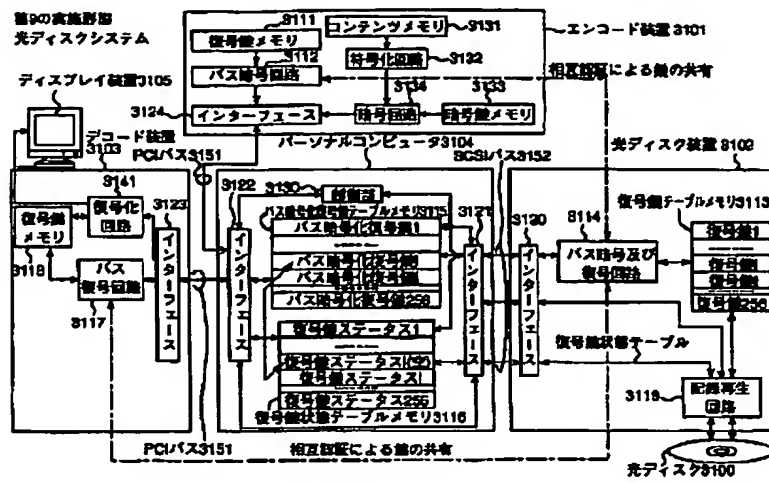 第9の実施形態
光ディスクシステム
ディスプレイ装置3105
3111
復号鍵メモリ
3112
バス暗号回路
3124
インターフェース
コンテンツメモリ
3131
符号化回路
3132
3134
暗号回路
3133
暗号鍵メモリ
エンコード装置3101
相互認証による鍵の共有
デコード装置
3103
PCIバス3151
パーソナルコンピュータ3104
SCSIバス3152
光ディスク装置3102
3141
復号化
回路
3123
復号鍵
メモリ
3118
バス
復号回路
3117
インターフェース
3122
インターフェース
3130
制御部
バス暗号化復号鍵テーブルメモリ3115
バス暗号化復号鍵1
バス暗号化復号鍵
バス暗号化復号鍵
バス暗号化復号鍵256
復号鍵ステータス1
復号鍵ステータス
復号鍵ステータス
復号鍵ステータス256
復号鍵状態テーブルメモリ3116
3121
インターフェース
3120
インターフェース
3114
バス暗号及び
復号回路
復号鍵テーブルメモリ3113
復号鍵1
復号鍵
復号鍵
復号鍵256
復号鍵状態テーブル
3119
記録再生
回路
PCIバス3151
相互認証による鍵の共有
光ディスク3100